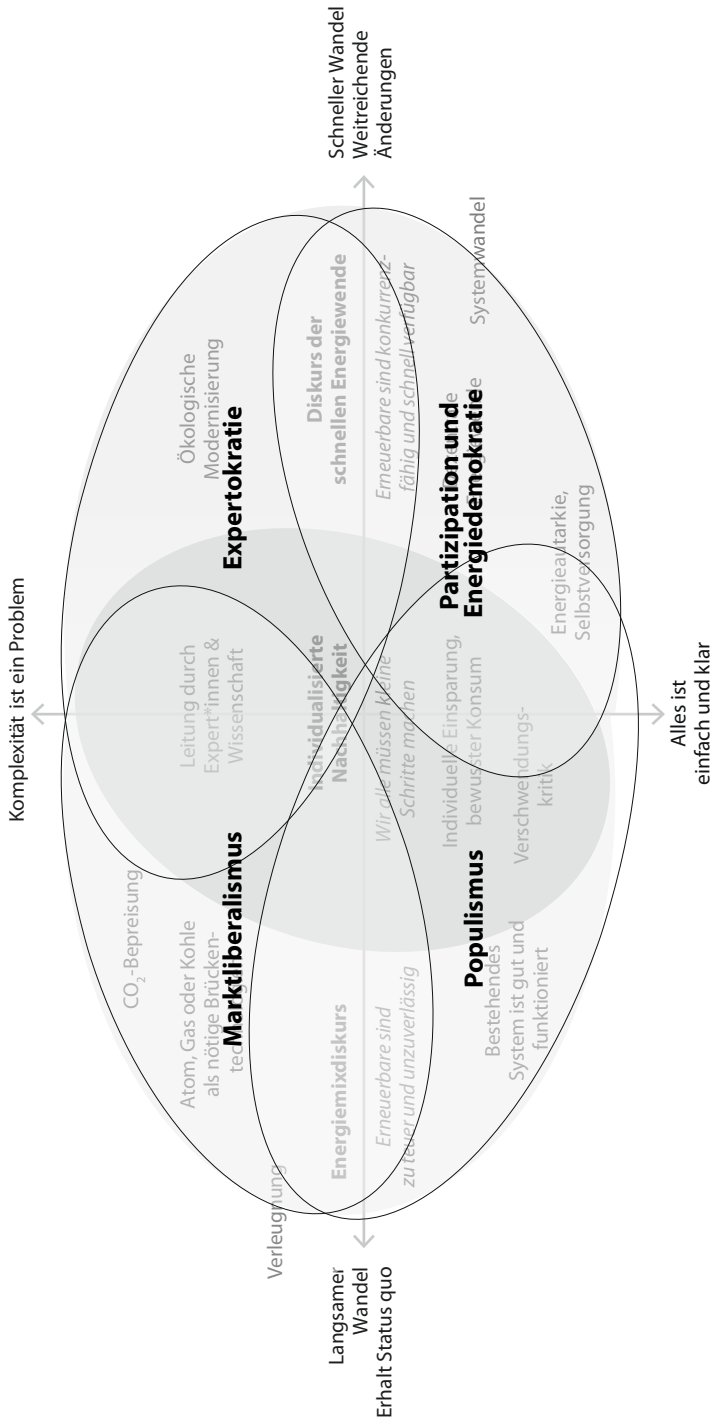 Komplexität ist ein Problem
CO₂-Bepreisung
Atom, Gas oder Kohle
als nötige Brücken-
Marktliberalismus
Leitung durch
Expert*innen &
Wissenschaft
Ökologische
Modernisierung
Expertokratie
Verleugnung
Langsamer
Wandel
Erhalt Status quo
Energiemixdiskurs
Erneuerbare sind
zu teuer und unzuverlässig
Individualisierte
Nachhaltigkeit
Wir alle müssen kleine
Schritte machen
Diskurs der
schnellen Energiewende
Erneuerbare sind konkurrenz-
fähig und schnell verfügbar
Schneller Wandel
Weitreichende
Änderungen
Populismus
Bestehendes
System ist gut und
funktioniert
Individuelle Einsparung,
bewusster Konsum
Verschwendungs-
kritik
Partizipation und
Energiedemokratie
Systemwandel
Energieautarkie,
Selbstversorgung
Alles ist
einfach und klar